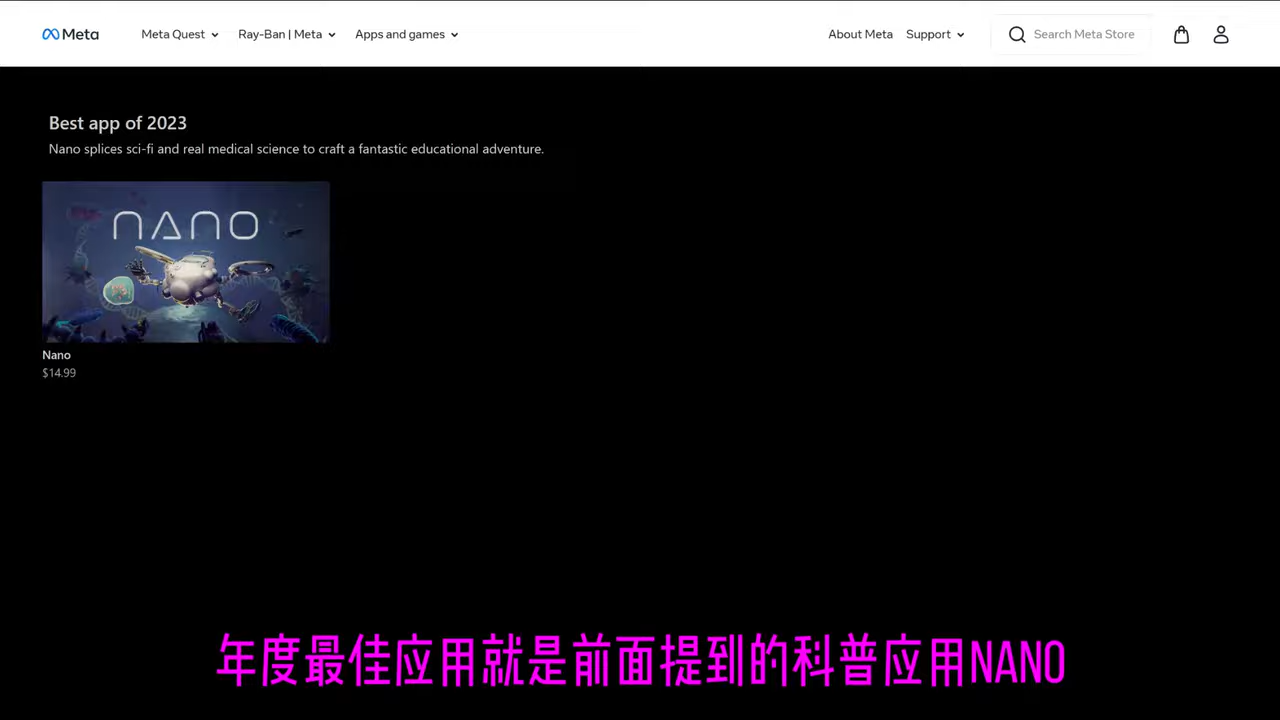 Meta
Meta Quest
Ray-Ban | Meta
Apps and games
About Meta
Support
Search Meta Store
Best app of 2023
Nano splices sci-fi and real medical science to craft a fantastic educational adventure.
NANO
Nano
$14.99
年度最佳应用就是前面提到的科普应用NANO